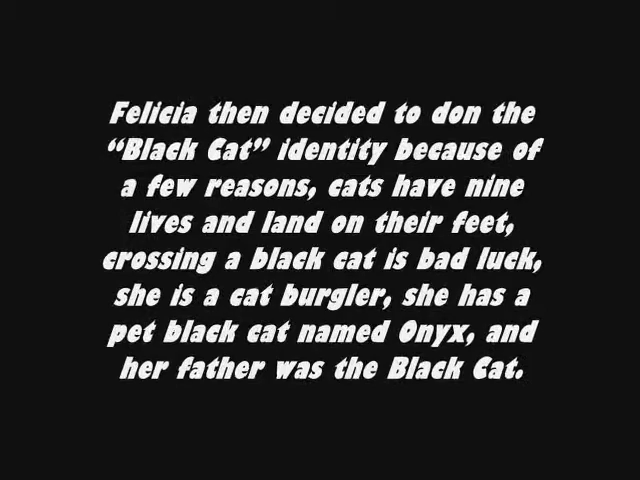 Felicia then decided to don the
“Black Cat” identity because of
a few reasons, cats have nine
lives and land on their feet,
crossing a black cat is bad luck,
she is a cat burgler, she has a
pet black cat named Onyx, and
her father was the Black Cat.